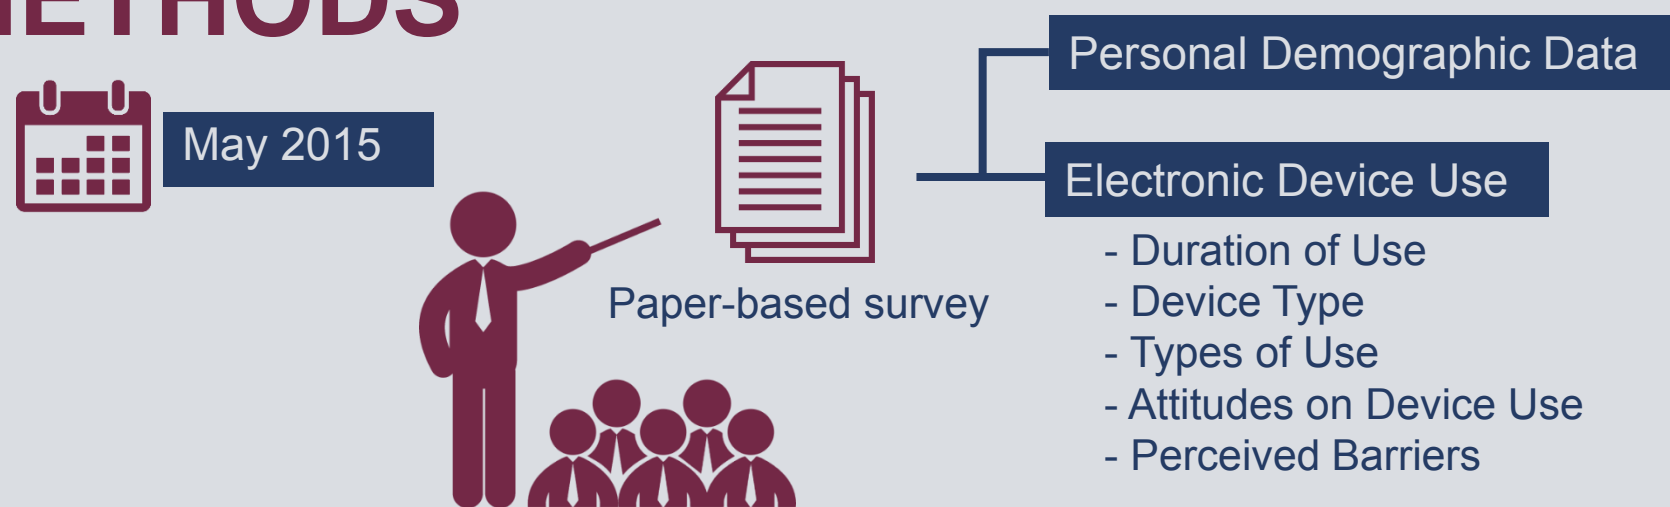 METHODS
May 2015
Paper-based survey
Personal Demographic Data
Electronic Device Use
- Duration of Use
- Device Type
- Types of Use
- Attitudes on Device Use
- Perceived Barriers